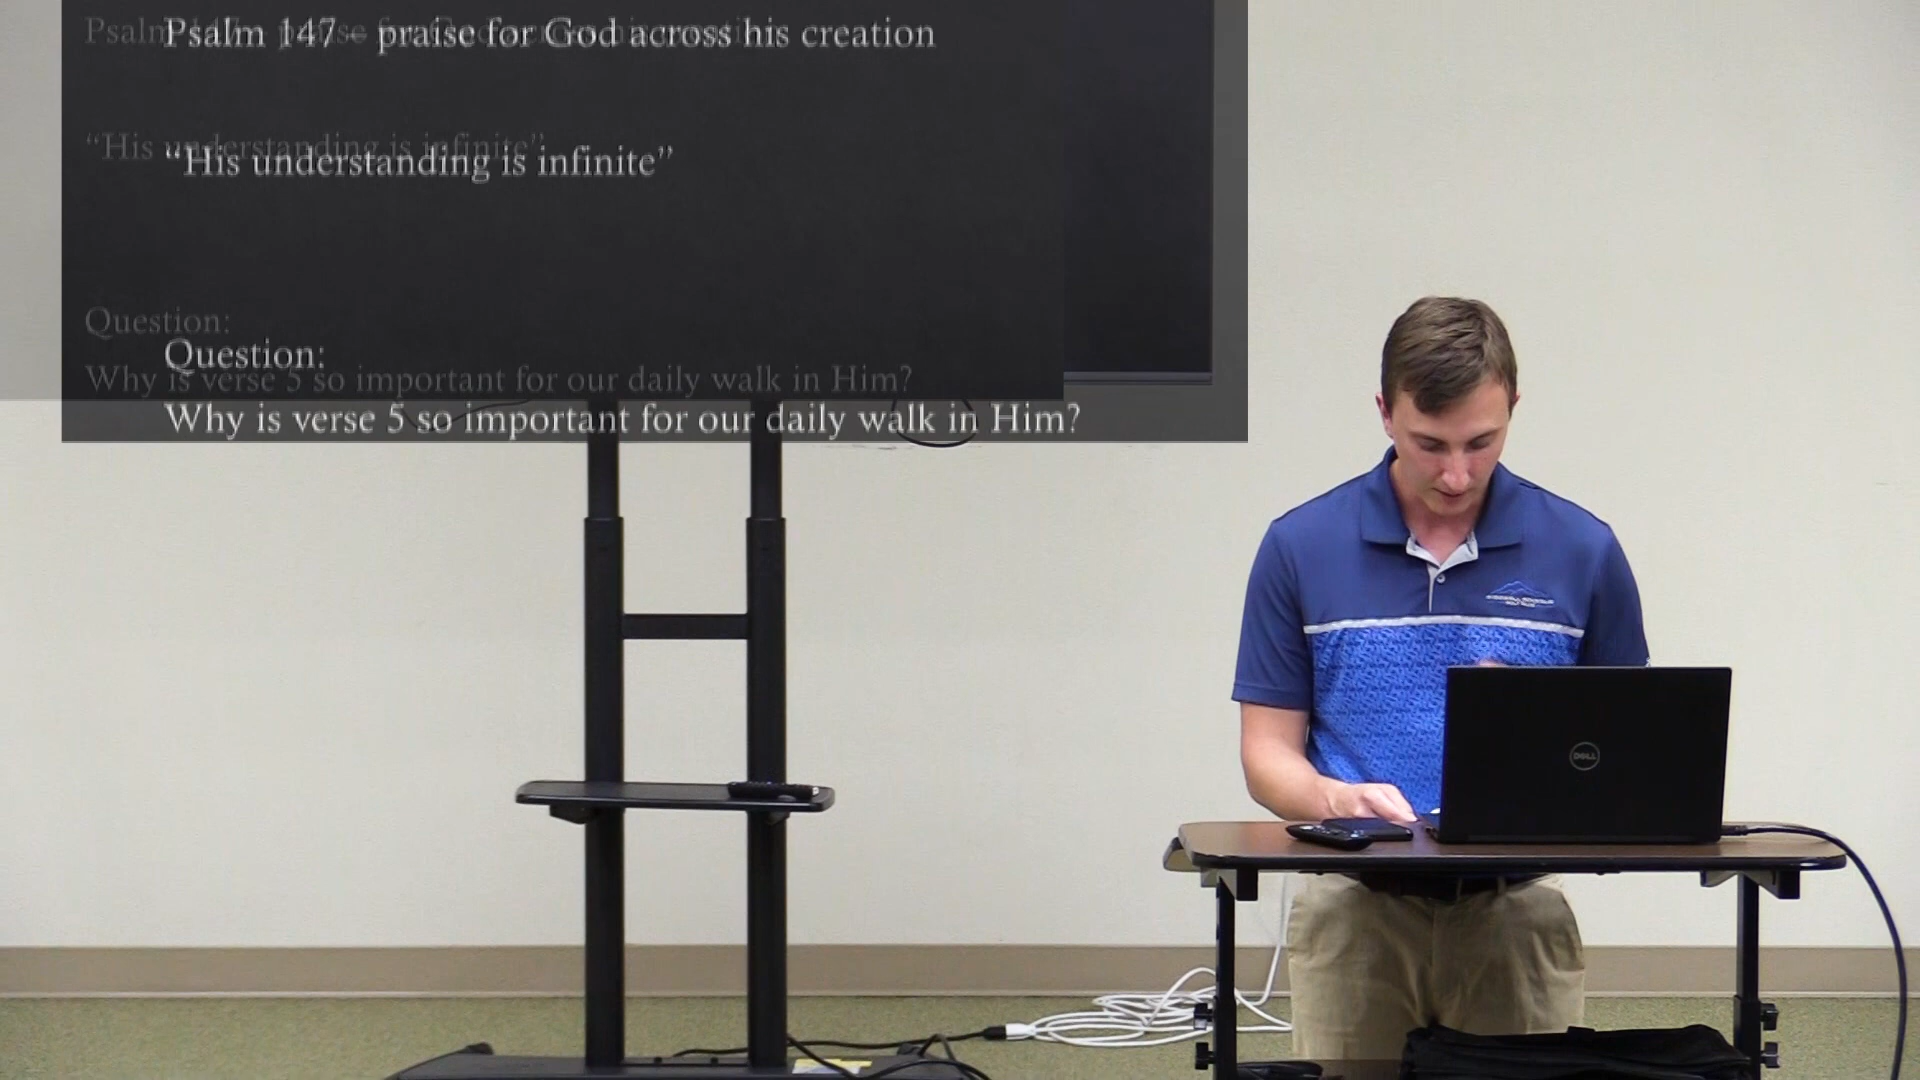 Psalm 147 – praise for God across his creation
“His understanding is infinite”
Question:
Why is verse 5 so important for our daily walk in Him?
DELL